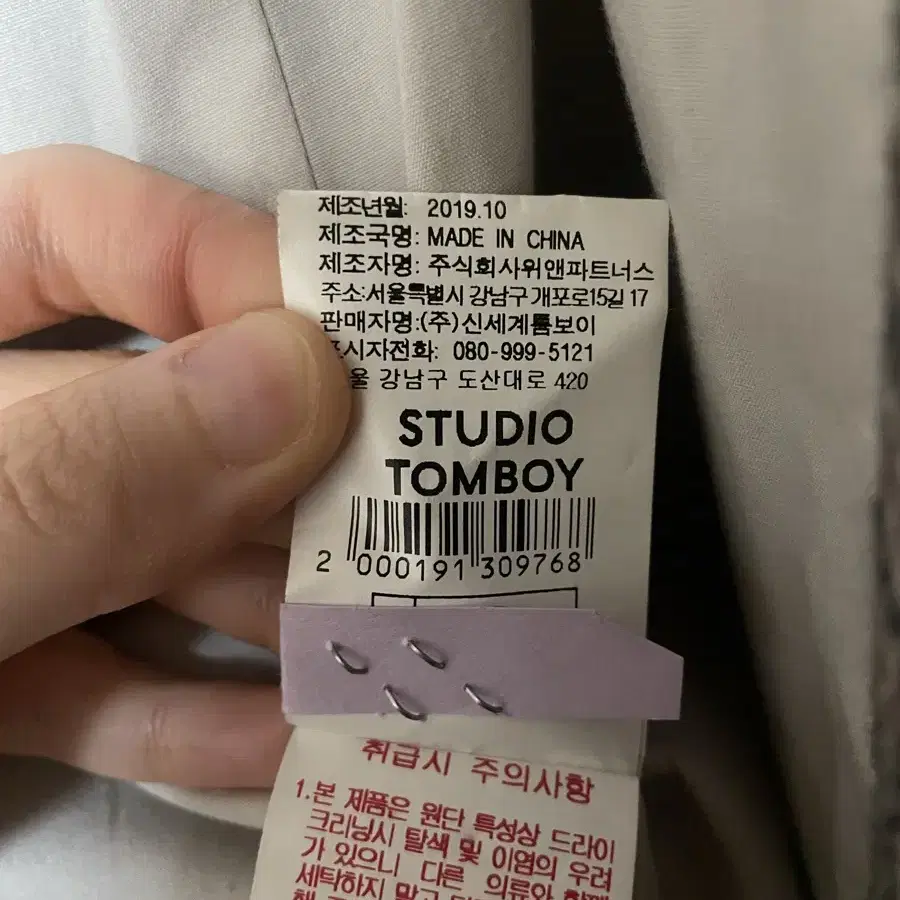 제조년월: 2019.10
제조국명: MADE IN CHINA
제조자명: 주식회사위앤파트너스
주소:서울특별시 강남구 개포로15길 17
판매자명:(주)신세계톰보이
표시자전화: 080-999-5121
강남구 도산대로 420
STUDIO
TOMBOY
2 000191 309768
취급시 주의사항
1.본 제품은 원단 특성상 드라이
크리닝시 탈색 및 이염의 우려
가 있으니 다른 의류와 함께
세탁하지 말고